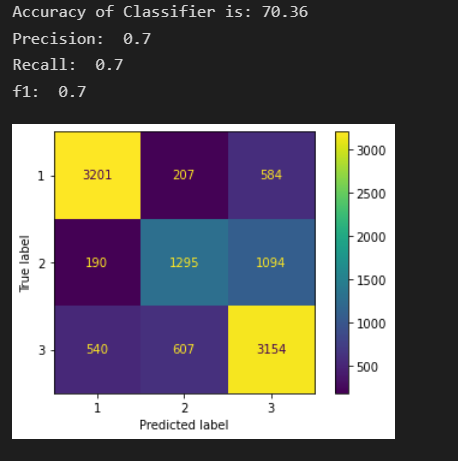 Accuracy of Classifier is: 70.36
Precision:  0.7
Recall:  0.7
f1:  0.7
3000
1 3201 207 584
2500
2000
True label
2 190 1295 1094
1500
1000
3 540 607 3154
500
1 2 3
Predicted label